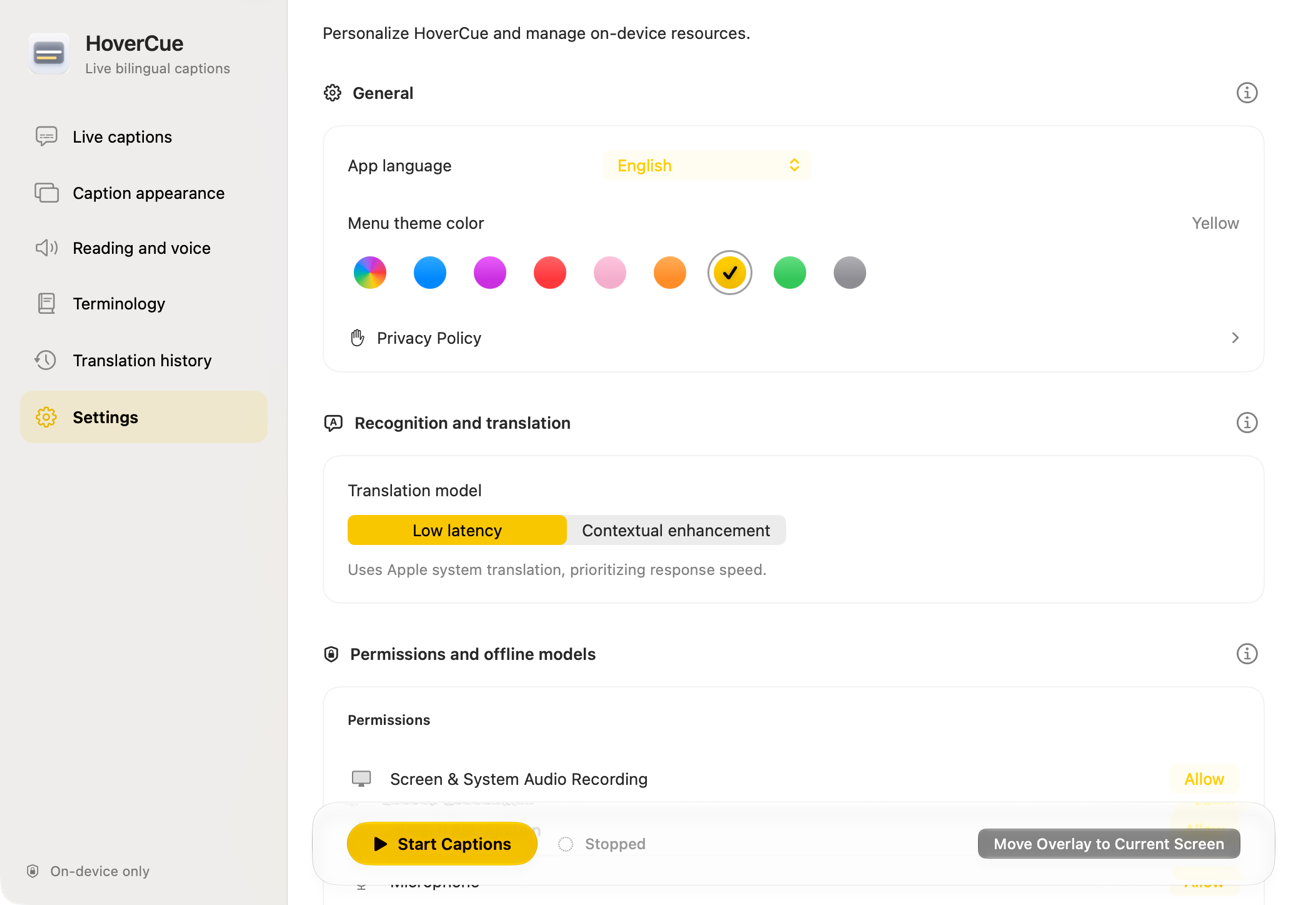 HoverCue
Live bilingual captions
Live captions
Caption appearance
Reading and voice
Terminology
Translation history
Settings
On-device only
Personalize HoverCue and manage on-device resources.
General
App language
English
Menu theme color
Yellow
Privacy Policy
Recognition and translation
Translation model
Low latency
Contextual enhancement
Uses Apple system translation, prioritizing response speed.
Permissions and offline models
Permissions
Screen & System Audio Recording
Allow
Start Captions
Stopped
Move Overlay to Current Screen
Microphone
Allow